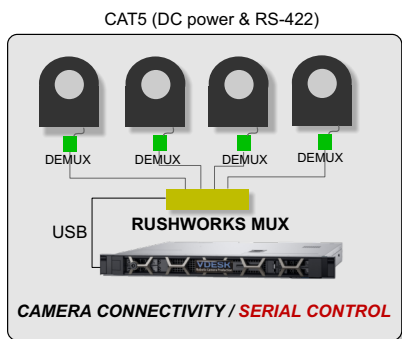 CAT5 (DC power & RS-422)
DEMUX DEMUX DEMUX DEMUX
RUSHWORKS MUX
USB
VDESK
CAMERA CONNECTIVITY / SERIAL CONTROL